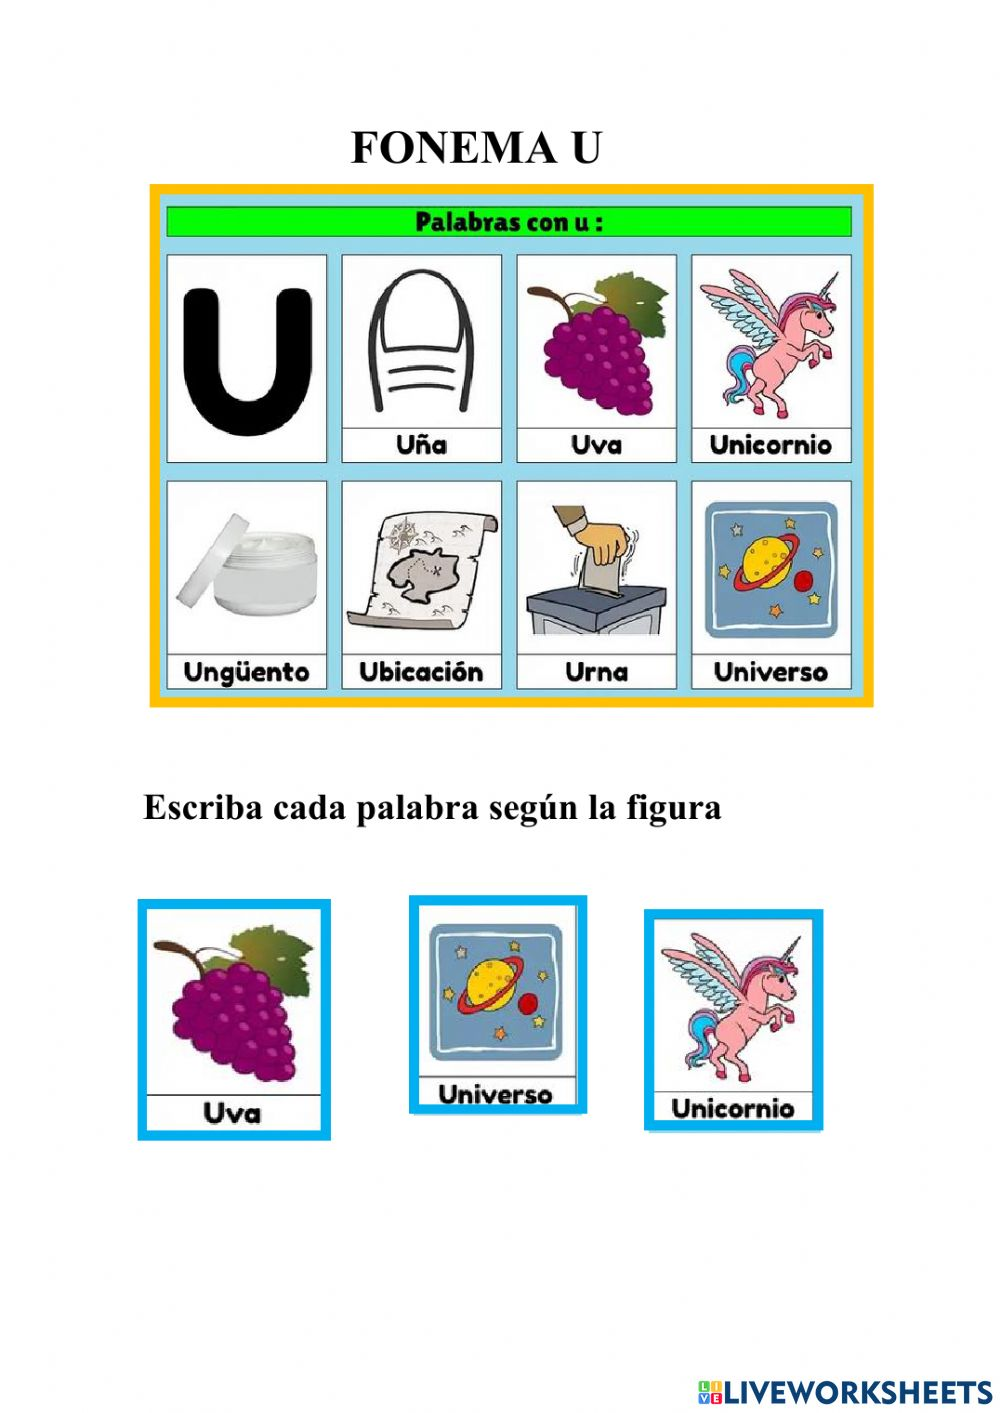 FONEMA U
Palabras con u :
U
Uña
Uva
Unicornio
Ungüento
Ubicación
Urna
Universo
Escriba cada palabra según la figura
Uva
Universo
Unicornio
LIVE LIVEWORKSHEETS